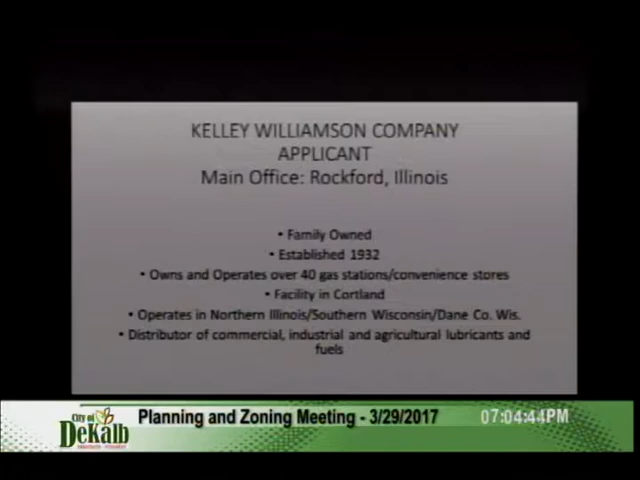 KELLEY WILLIAMSON COMPANY
APPLICANT
Main Office: Rockford, Illinois
• Family Owned
• Established 1932
• Owns and Operates over 40 gas stations/convenience stores
• Facility in Cortland
• Operates in Northern Illinois/Southern Wisconsin/Dane Co. Wis.
• Distributor of commercial, industrial and agricultural lubricants and
fuels
City of
DeKalb
Planning and Zoning Meeting - 3/29/2017
07:04:44PM